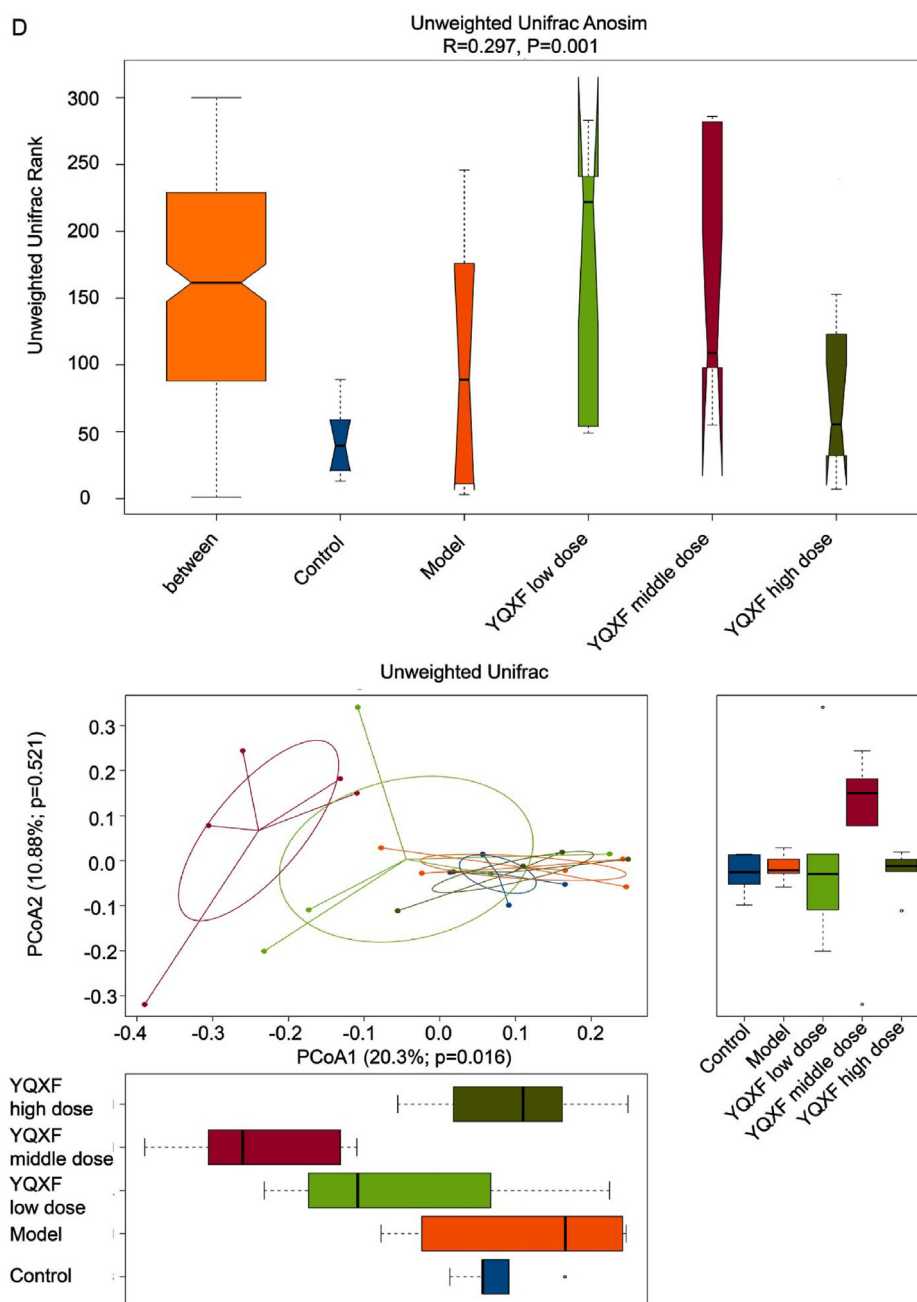 D
Unweighted Unifrac Anosim
R=0.297, P=0.001
Unweighted Unifrac Rank
300
250
200
150
100
50
0
between
Control
Model
YQXF low dose
YQXF middle dose
YQXF high dose
Unweighted Unifrac
PCoA2 (10.88%; p=0.521)
0.3
0.2
0.1
0.0
-0.1
-0.2
-0.3
-0.4 -0.3 -0.2 -0.1 0.0 0.1 0.2
PCoA1 (20.3%; p=0.016)
Control
Model
YQXF low dose
YQXF middle dose
YQXF high dose
YQXF
high dose
YQXF
middle dose
YQXF
low dose
Model
Control